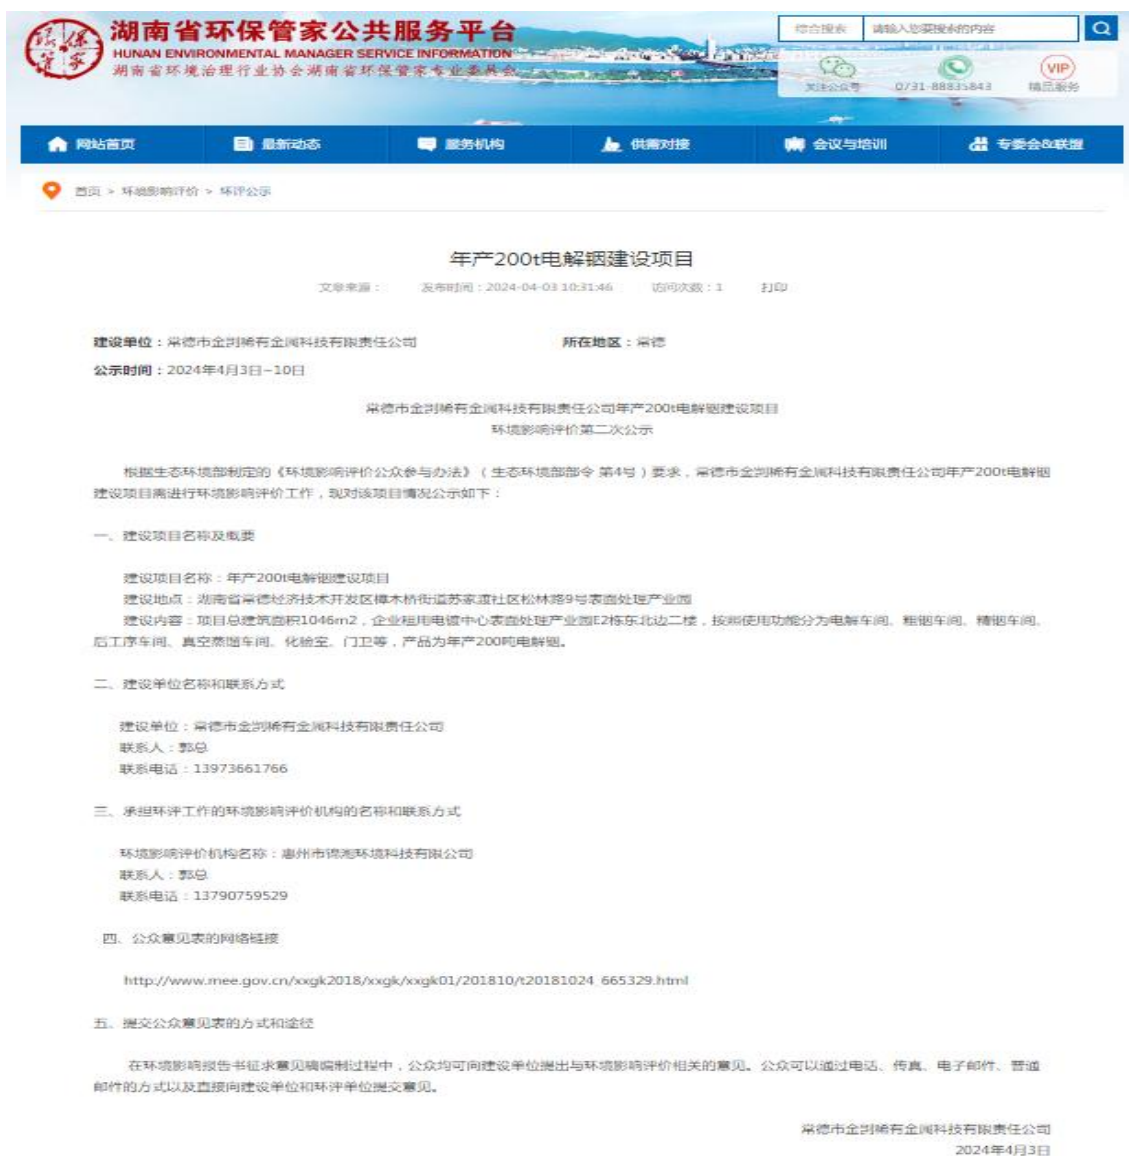 湖南省环保管家公共服务平台
HUNAN ENVIRONMENTAL MANAGER SERVICE INFORMATION
湖南省环境治理行业协会湖南省环保管家专业委员会
综合搜索 请输入您要搜索的内容
关注公众号 0731-88835843 VIP 精品服务
网站首页 最新动态 服务机构 供需对接 会议与培训 专委会&联盟
首页 > 环境影响评价 > 环评公示
年产200t电解铟建设项目
文章来源： 发布时间：2024-04-03 10:31:46 访问次数：1 打印
建设单位：常德市金钏稀有金属科技有限责任公司 所在地区：常德
公示时间：2024年4月3日~10日
常德市金钏稀有金属科技有限责任公司年产200t电解铟建设项目
环境影响评价第二次公示
根据生态环境部制定的《环境影响评价公众参与办法》（生态环境部部令 第4号）要求，常德市金钏稀有金属科技有限责任公司年产200t电解铟
建设项目需进行环境影响评价工作，现对该项目情况公示如下：
一、建设项目名称及概要
建设项目名称：年产200t电解铟建设项目
建设地点：湖南省常德经济技术开发区樟木桥街道苏家渡社区松林路9号表面处理产业园
建设内容：项目总建筑面积1046m2，企业租用电镀中心表面处理产业园E2栋东北边二楼，按照使用功能分为电解车间、粗铟车间、精铟车间、
后工序车间、真空蒸馏车间、化验室、门卫等，产品为年产200吨电解铟。
二、建设单位名称和联系方式
建设单位：常德市金钏稀有金属科技有限责任公司
联系人：郭总
联系电话：13973661766
三、承担环评工作的环境影响评价机构的名称和联系方式
环境影响评价机构名称：惠州市锦湘环境科技有限公司
联系人：郭总
联系电话：13790759529
四、公众意见表的网络链接
http://www.mee.gov.cn/xxgk2018/xxgk/xxgk01/201810/t20181024_665329.html
五、提交公众意见表的方式和途径
在环境影响报告书征求意见稿编制过程中，公众均可向建设单位提出与环境影响评价相关的意见。公众可以通过电话、传真、电子邮件、普通
邮件的方式以及直接向建设单位和环评单位提交意见。
常德市金钏稀有金属科技有限责任公司
2024年4月3日